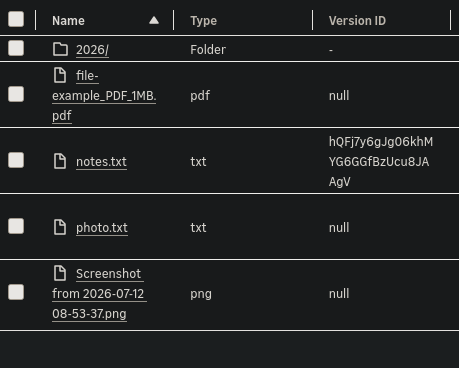 Name Type Version ID
2026/ Folder -
file-
example_PDF_1MB. pdf null
pdf
hQFj7y6gJg06khM
notes.txt txt YG6GGfBzUcu8JA
AgV
photo.txt txt null
Screenshot
from 2026-07-12 png null
08-53-37.png